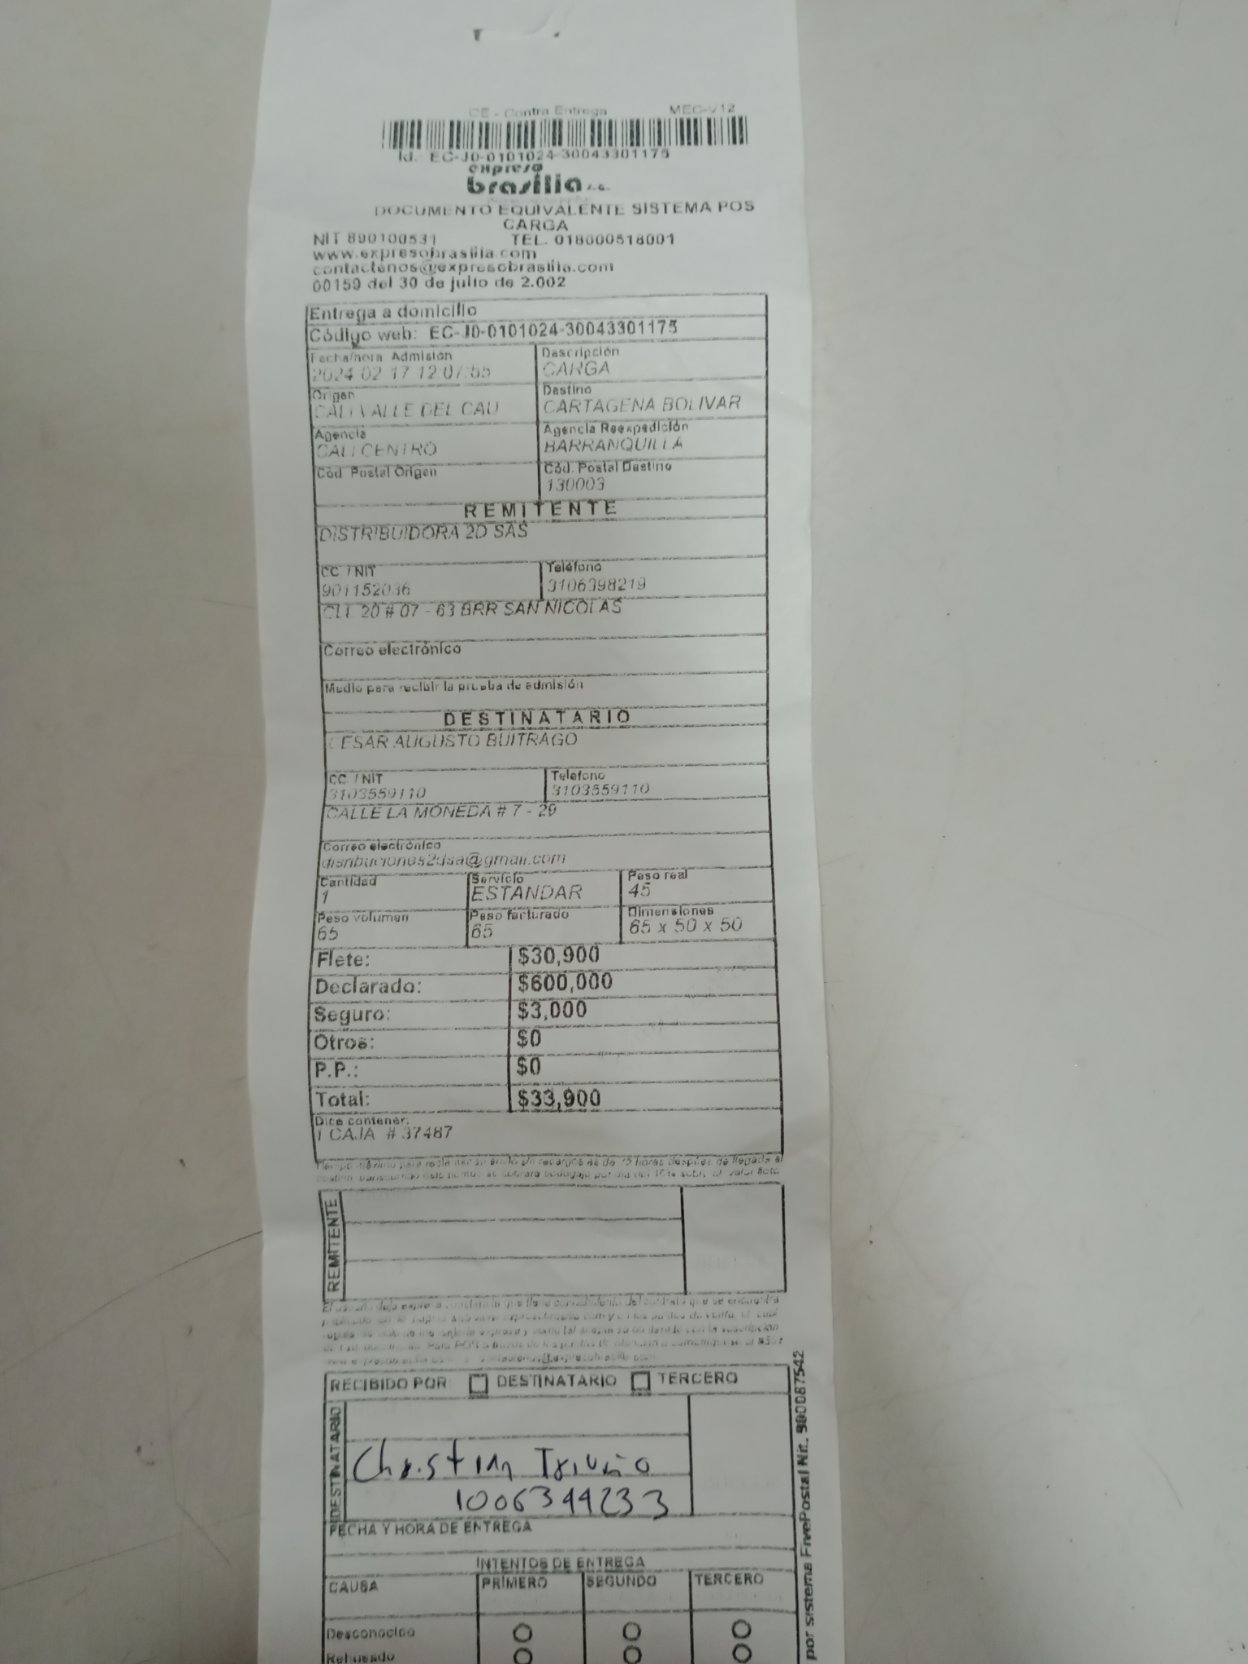 CE - Contra Entrega MEC-V12
Id. EC-J0-0101024-30043301175
expreso
brasilia s.a.
DOCUMENTO EQUIVALENTE SISTEMA POS
CARGA
NIT 890100531 TEL. 018000518001
www.expresobrasilia.com
contactenos@expresobrasilia.com
00159 del 30 de julio de 2.002
Entrega a domicilio
Código web: EC-J0-0101024-30043301175
Fecha/hora Admisión Descripción
2024 02 17 12 07:55 CARGA
Origen Destino
CALI VALLE DEL CAU CARTAGENA BOLIVAR
Agencia Agencia Reexpedición
CALI CENTRO BARRANQUILLA
Cód. Postal Origen Cód. Postal Destino
130003
REMITENTE
DISTRIBUIDORA 2D SAS
CC / NIT Teléfono
901152036 3106398219
CLL 20 # 07 - 63 BRR SAN NICOLAS
Correo electrónico
Medio para recibir la prueba de admisión
DESTINATARIO
CESAR AUGUSTO BUITRAGO
CC / NIT Teléfono
3103559110 3103559110
CALLE LA MONEDA # 7 - 29
Correo electrónico
@gmail.com
Cantidad Servicio Peso real
1 ESTANDAR 45
Peso volumen Peso facturado Dimensiones
65 65 65 x 50 x 50
Flete: $30,900
Declarado: $600,000
Seguro: $3,000
Otros: $0
P.P.: $0
Total: $33,900
Dice contener:
1 CAJA # 37487
REMITENTE
RECIBIDO POR: DESTINATARIO TERCERO
DESTINATARIO
Christian Triviño
1006344233
FECHA Y HORA DE ENTREGA
INTENTOS DE ENTREGA
CAUSA PRIMERO SEGUNDO TERCERO
Desconocido
Rehusado
por sistema FivePostal Nit. 900087542